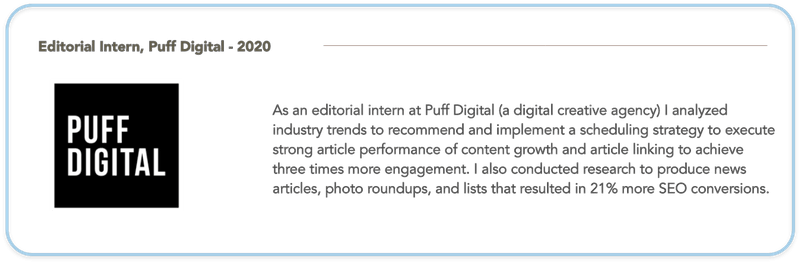 Editorial Intern, Puff Digital - 2020
PUFF
DIGITAL
As an editorial intern at Puff Digital (a digital creative agency) I analyzed
industry trends to recommend and implement a scheduling strategy to execute
strong article performance of content growth and article linking to achieve
three times more engagement. I also conducted research to produce news
articles, photo roundups, and lists that resulted in 21% more SEO conversions.